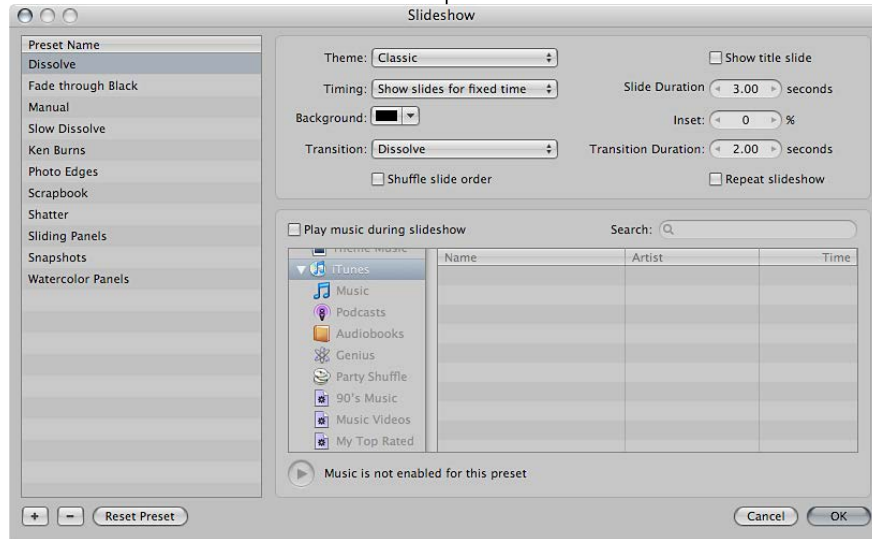 Slideshow
Preset Name
Dissolve
Fade through Black
Manual
Slow Dissolve
Ken Burns
Photo Edges
Scrapbook
Shatter
Sliding Panels
Snapshots
Watercolor Panels
Theme: Classic
Show title slide
Timing: Show slides for fixed time
Slide Duration 3.00 seconds
Background:
Inset: 0 %
Transition: Dissolve
Transition Duration: 2.00 seconds
Shuffle slide order
Repeat slideshow
Play music during slideshow
Search:
Theme Music
Name Artist Time
iTunes
Music
Podcasts
Audiobooks
Genius
Party Shuffle
90's Music
Music Videos
My Top Rated
Music is not enabled for this preset
+ - Reset Preset
Cancel OK